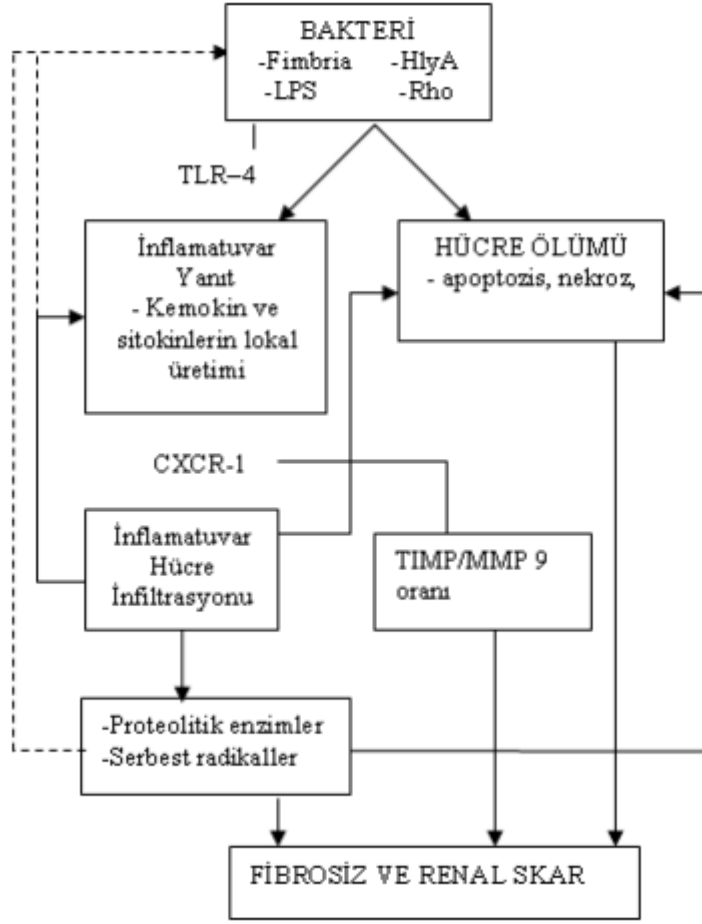 BAKTERİ
-Fimbria -HlyA
-LPS -Rho
TLR–4
İnflamatuvar
Yanıt
- Kemokin ve
sitokinlerin lokal
üretimi
HÜCRE ÖLÜMÜ
- apoptozis, nekroz,
CXCR-1
İnflamatuvar
Hücre
İnfiltrasyonu
TIMP/MMP 9
oranı
-Proteolitik enzimler
-Serbest radikaller
FİBROSİZ VE RENAL SKAR